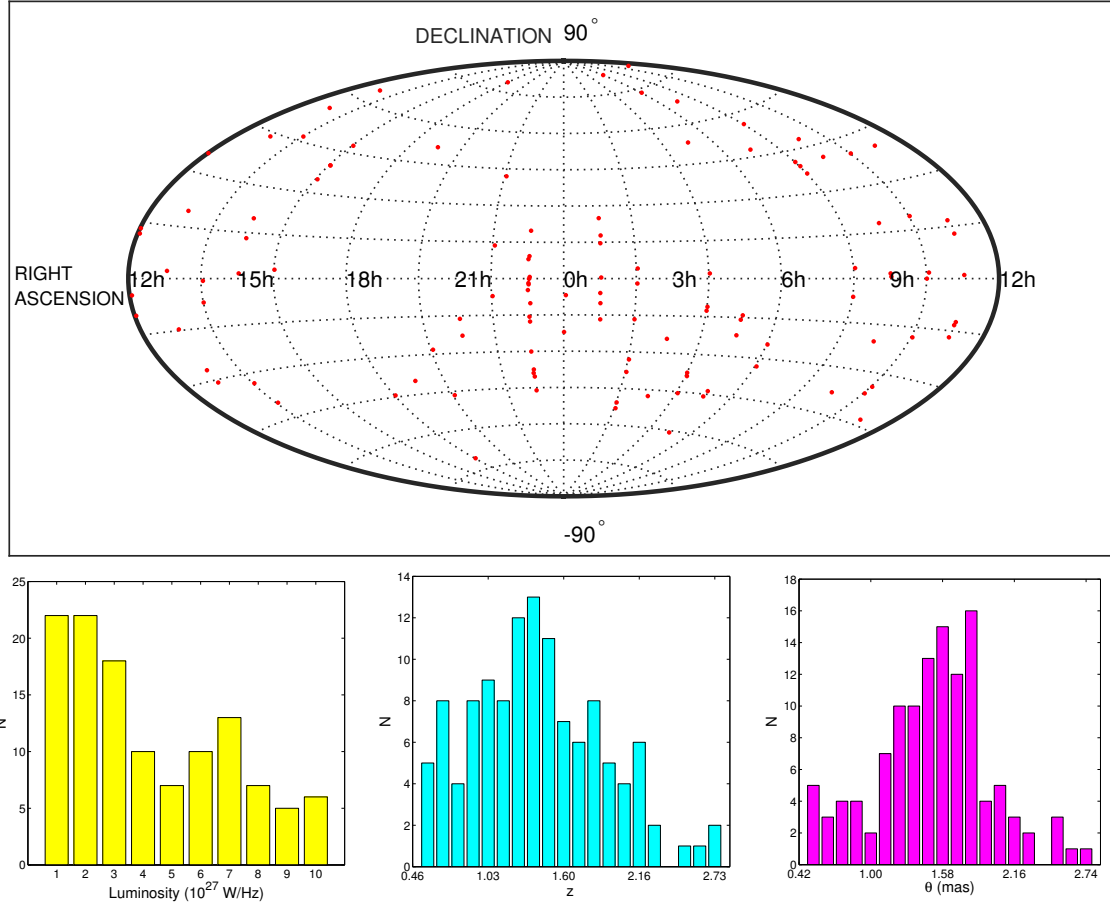 DECLINATION 90°
RIGHT ASCENSION
12h 15h 18h 21h 0h 3h 6h 9h 12h
-90°
25
20
15
10
5
0
N
1 2 3 4 5 6 7 8 9 10
Luminosity (10^27 W/Hz)
14
12
10
8
6
4
2
0
N
0.46 1.03 1.60 2.16 2.73
z
18
16
14
12
10
8
6
4
2
0
N
0.42 1.00 1.58 2.16 2.74
θ (mas)